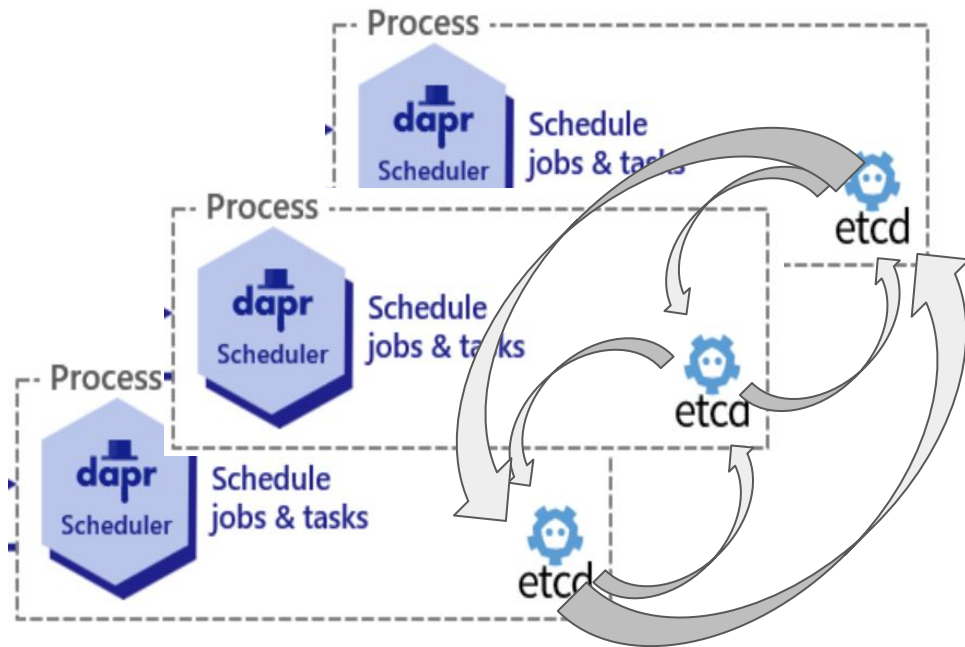 Process
dapr
Scheduler
Schedule
jobs & tasks
etcd
Process
dapr
Scheduler
Schedule
jobs & tasks
etcd
Process
dapr
Scheduler
Schedule
jobs & tasks
etcd